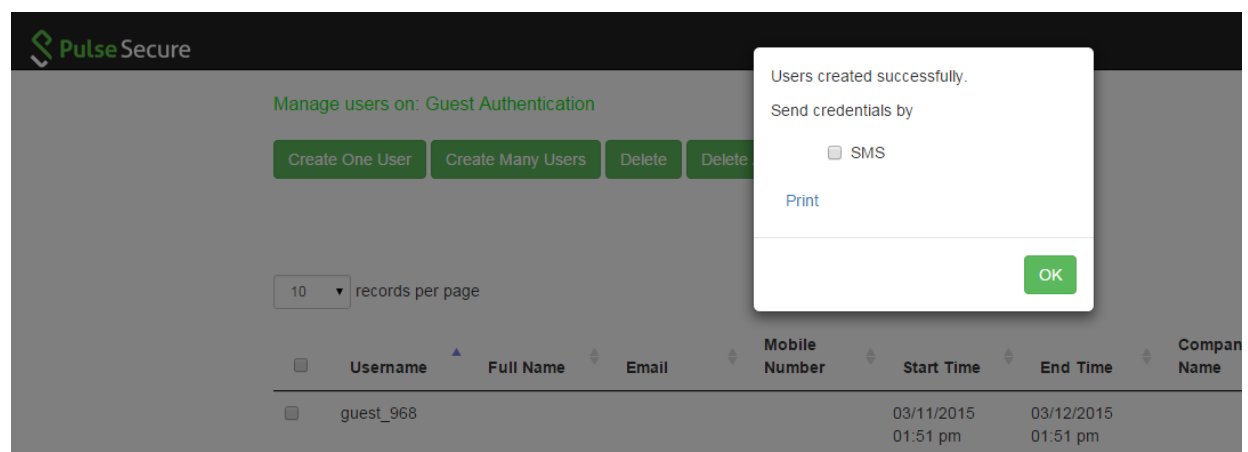 Pulse Secure
Users created successfully.
Manage users on: Guest Authentication
Send credentials by
Create One User Create Many Users Delete Delete
SMS
Print
OK
10 records per page
Username Full Name Email Mobile Number Start Time End Time Name
guest_968 03/11/2015 03/12/2015
01:51 pm 01:51 pm